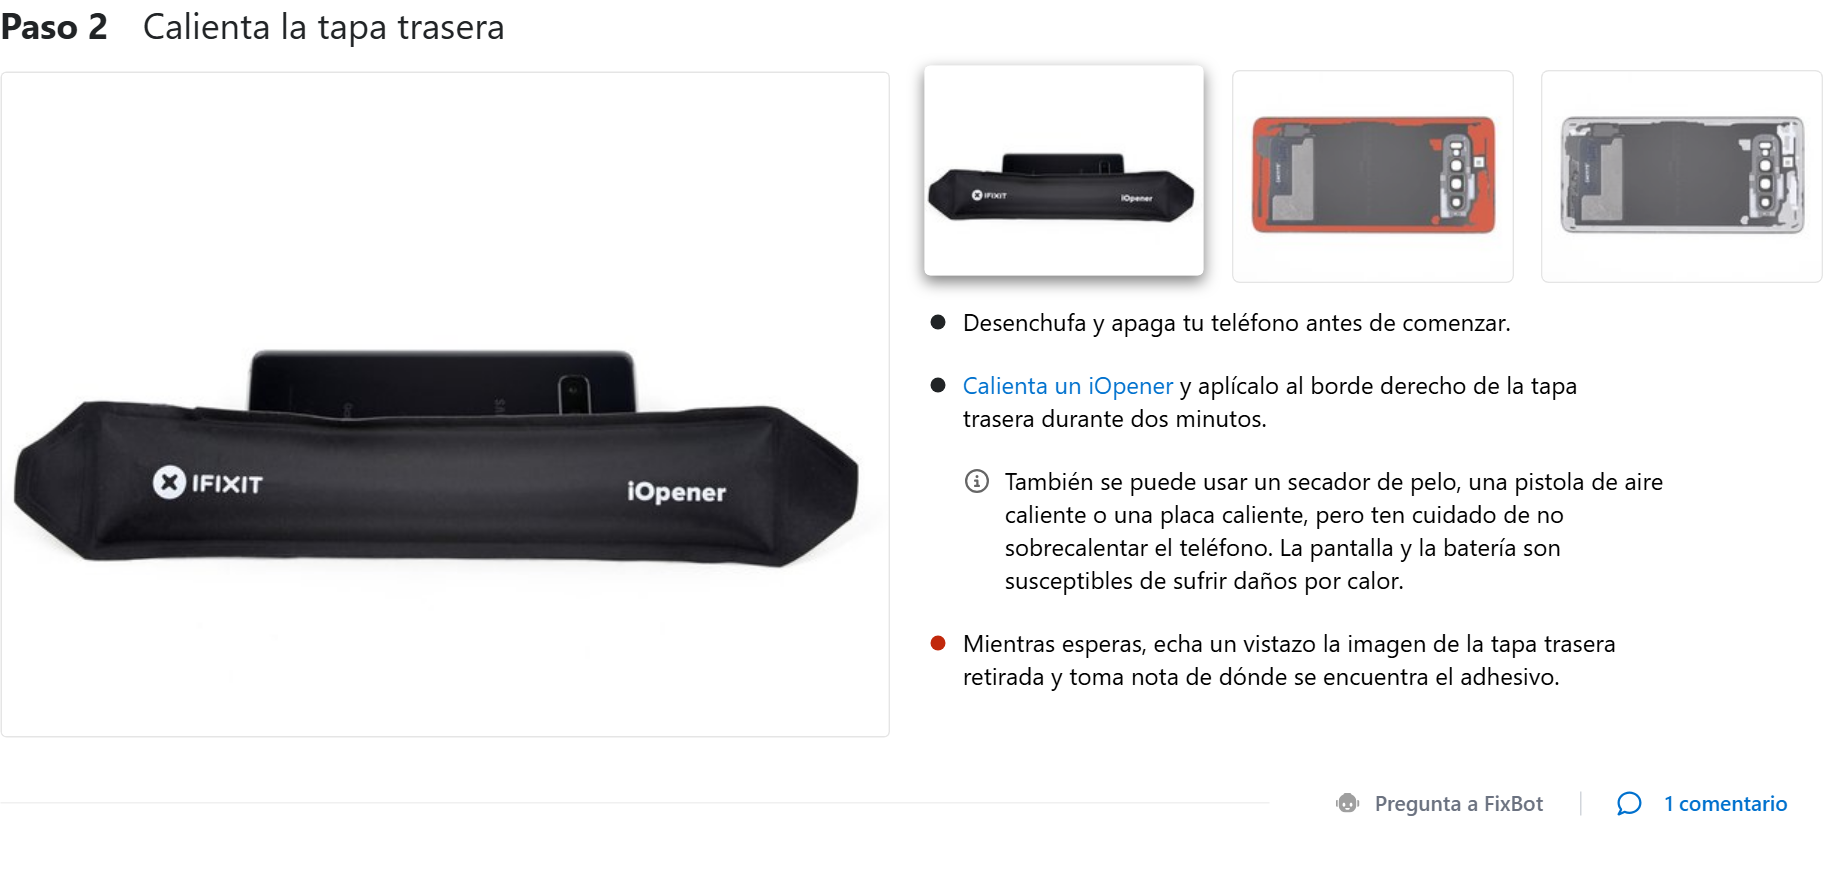 Paso 2 Calienta la tapa trasera
IFIXIT
iOpener
IFIXIT
iOpener
Desenchufa y apaga tu teléfono antes de comenzar.
Calienta un iOpener y aplícalo al borde derecho de la tapa
trasera durante dos minutos.
También se puede usar un secador de pelo, una pistola de aire
caliente o una placa caliente, pero ten cuidado de no
sobrecalentar el teléfono. La pantalla y la batería son
susceptibles de sufrir daños por calor.
Mientras esperas, echa un vistazo la imagen de la tapa trasera
retirada y toma nota de dónde se encuentra el adhesivo.
Pregunta a FixBot
1 comentario